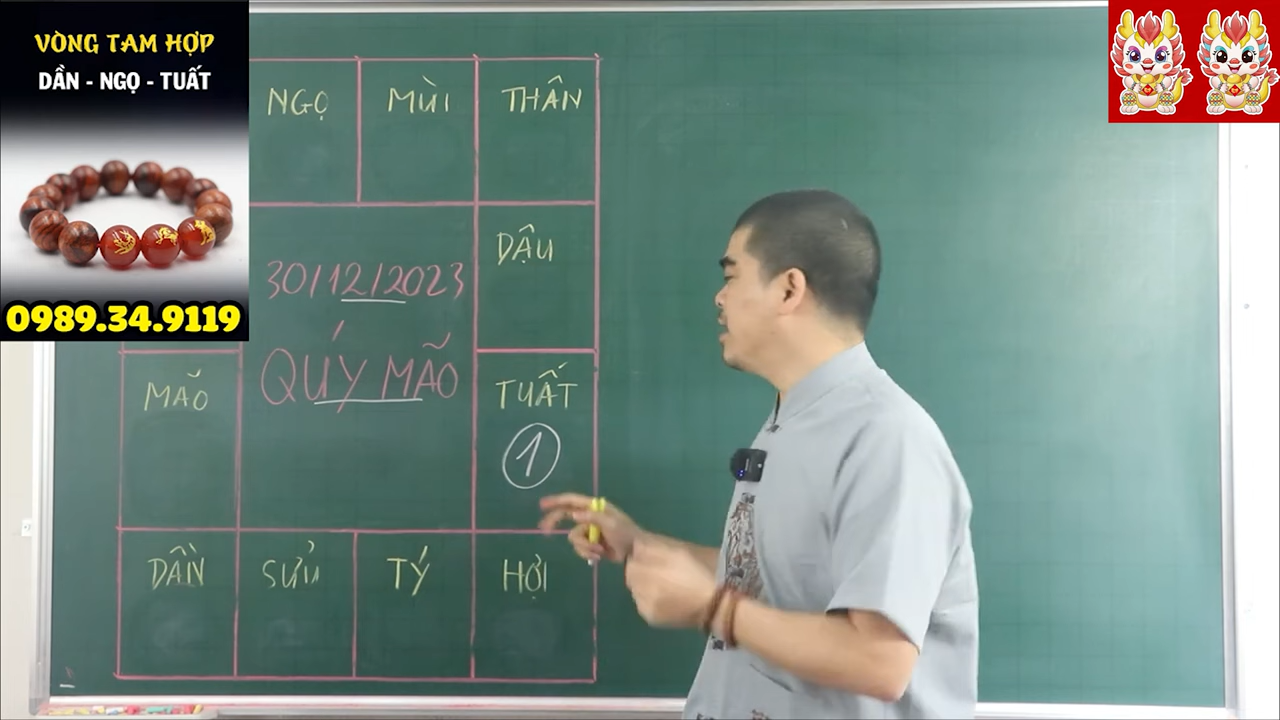 VÒNG TAM HỢP
DẦN - NGỌ - TUẤT
0989.34.9119
NGỌ
MÙI
THÂN
DẬU
30/12/2023
QUÝ MÃO
MÃO
TUẤT
1
DẦN
SỬU
TÝ
HỢI